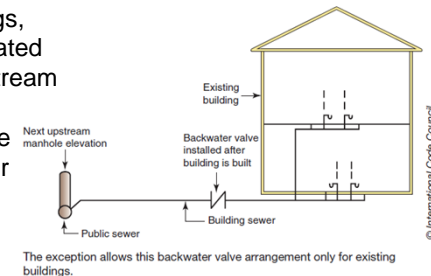 gs,
ated
tream
e
r
Existing
building
Next upstream
manhole elevation
Backwater valve
installed after
building is built
Building sewer
Public sewer
© International Code Council
The exception allows this backwater valve arrangement only for existing
buildings.